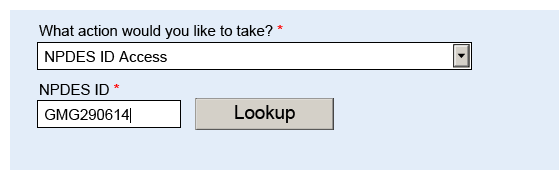 What action would you like to take? *
NPDES ID Access
NPDES ID *
GMG290614 Lookup